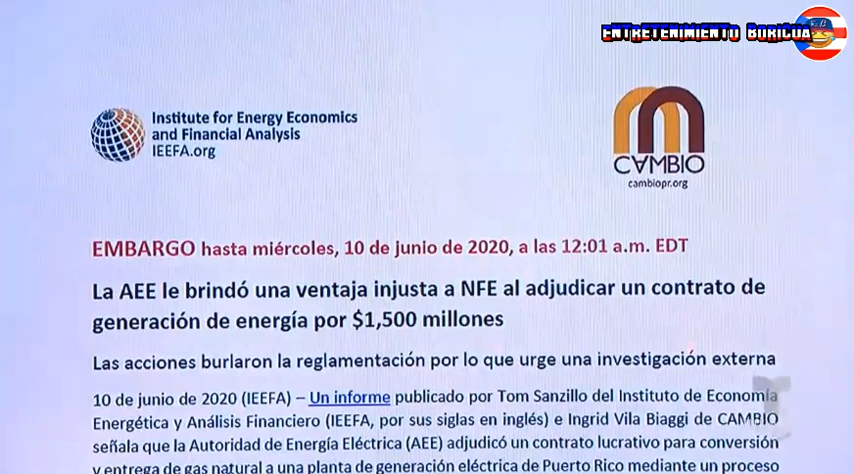 ENTRETENIMIENTO BORICUA
Institute for Energy Economics
and Financial Analysis
IEEFA.org
CAMBIO
cambiopr.org
EMBARGO hasta miércoles, 10 de junio de 2020, a las 12:01 a.m. EDT
La AEE le brindó una ventaja injusta a NFE al adjudicar un contrato de
generación de energía por $1,500 millones
Las acciones burlaron la reglamentación por lo que urge una investigación externa
10 de junio de 2020 (IEEFA) – Un informe publicado por Tom Sanzillo del Instituto de Economía
Energética y Análisis Financiero (IEEFA, por sus siglas en inglés) e Ingrid Vila Biaggi de CAMBIO
señala que la Autoridad de Energía Eléctrica (AEE) adjudicó un contrato lucrativo para conversión
y entrega de gas natural a una planta de generación eléctrica de Puerto Rico mediante un proceso